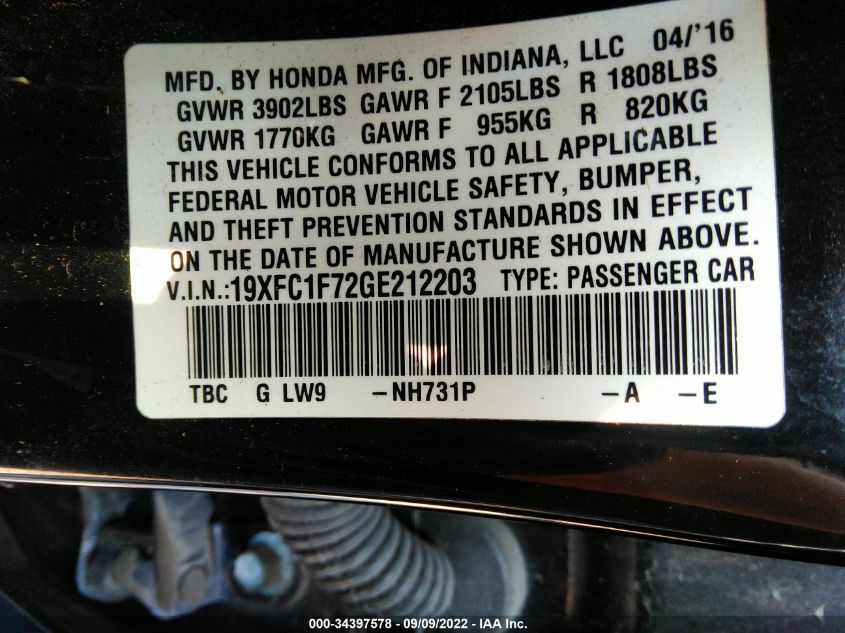 MFD. BY HONDA MFG. OF INDIANA, LLC 04/'16
GVWR 3902LBS GAWR F 2105LBS R 1808LBS
GVWR 1770KG GAWR F 955KG R 820KG
THIS VEHICLE CONFORMS TO ALL APPLICABLE
FEDERAL MOTOR VEHICLE SAFETY, BUMPER,
AND THEFT PREVENTION STANDARDS IN EFFECT
ON THE DATE OF MANUFACTURE SHOWN ABOVE.
V.I.N.:19XFC1F72GE212203 TYPE: PASSENGER CAR
TBC G LW9 -NH731P -A -E
000-34397578 - 09/09/2022 - IAA Inc.